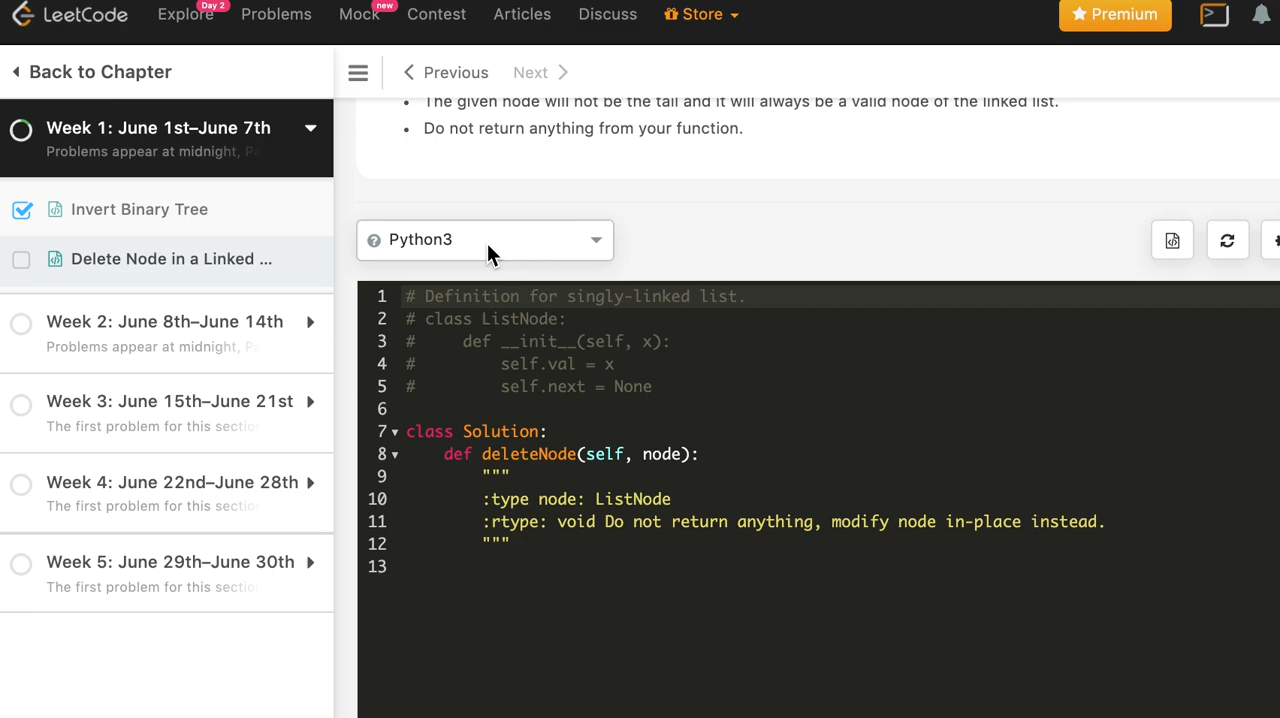 LeetCode
Explore
Day 2
Problems
Mock
new
Contest
Articles
Discuss
Store
Premium
Back to Chapter
Previous
Next
Week 1: June 1st–June 7th
Problems appear at midnight,
Invert Binary Tree
Delete Node in a Linked ...
Week 2: June 8th–June 14th
Problems appear at midnight,
Week 3: June 15th–June 21st
The first problem for this
Week 4: June 22nd–June 28th
The first problem for this
Week 5: June 29th–June 30th
The first problem for this
• The given node will not be the tail and it will always be a valid node of the linked list.
• Do not return anything from your function.
Python3
1 # Definition for singly-linked list.
2 # class ListNode:
3 #     def __init__(self, x):
4 #         self.val = x
5 #         self.next = None
6
7 class Solution:
8     def deleteNode(self, node):
9         """
10         :type node: ListNode
11         :rtype: void Do not return anything, modify node in-place instead.
12         """
13